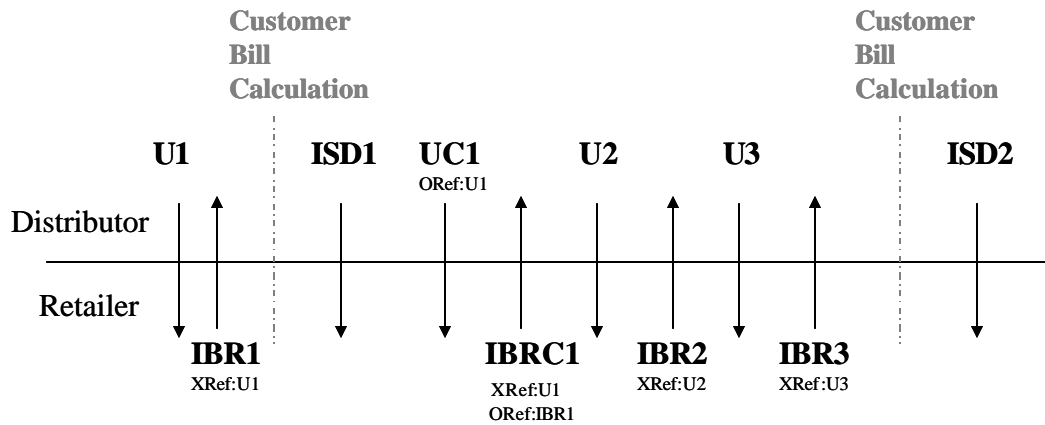 Customer
Bill
Calculation
Customer
Bill
Calculation
U1
ISD1
UC1
ORef:U1
U2
U3
ISD2
Distributor
Retailer
IBR1
XRef:U1
IBRC1
XRef:U1
ORef:IBR1
IBR2
XRef:U2
IBR3
XRef:U3